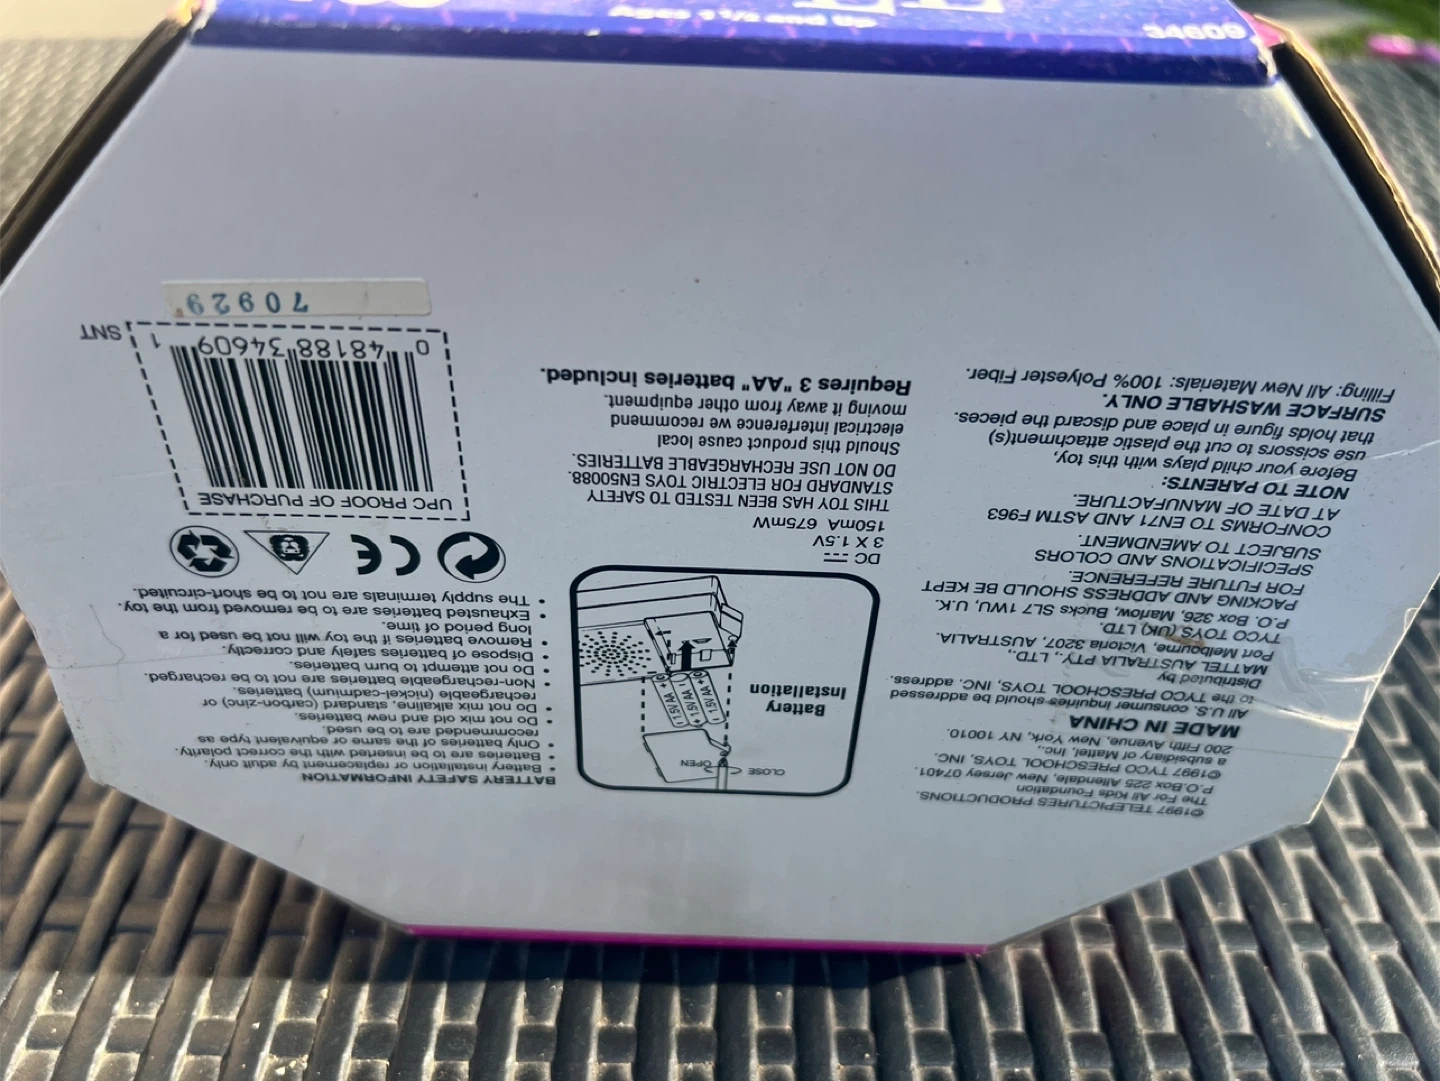 Ages 1 1/2 and Up
34609
©1997 TELEPICTURES PRODUCTIONS.
The For All Kids Foundation
P.O.Box 225 Allendale, New Jersey 07401.
©1997 TYCO PRESCHOOL TOYS, INC.
a subsidiary of Mattel, Inc.,
200 Fifth Avenue, New York, NY 10010.
MADE IN CHINA
All U.S. consumer inquiries should be addressed
to the TYCO PRESCHOOL TOYS, INC. address.
Distributed by
MATTEL AUSTRALIA PTY., LTD.,
Port Melbourne, Victoria 3207, AUSTRALIA.
TYCO TOYS (UK) LTD.
P.O. Box 326, Marlow, Bucks SL7 1WU, U.K.
PACKING AND ADDRESS SHOULD BE KEPT
FOR FUTURE REFERENCE.
SPECIFICATIONS AND COLORS
SUBJECT TO AMENDMENT.
CONFORMS TO EN71 AND ASTM F963
AT DATE OF MANUFACTURE.
NOTE TO PARENTS:
Before your child plays with this toy,
use scissors to cut the plastic attachment(s)
that holds figure in place and discard the pieces.
SURFACE WASHABLE ONLY.
Filling: All New Materials: 100% Polyester Fiber.
CLOSE
OPEN
Battery
Installation
- 1.5V AA +
+ 1.5V AA -
- 1.5V AA +
DC
3 X 1.5V
150mA 675mW
THIS TOY HAS BEEN TESTED TO SAFETY
STANDARD FOR ELECTRIC TOYS EN50088.
DO NOT USE RECHARGEABLE BATTERIES.
Should this product cause local
electrical interference we recommend
moving it away from other equipment.
Requires 3 "AA" batteries included.
BATTERY SAFETY INFORMATION
• Battery installation or replacement by adult only.
• Batteries are to be inserted with the correct polarity.
• Only batteries of the same or equivalent type as
recommended are to be used.
• Do not mix old and new batteries.
• Do not mix alkaline, standard (carbon-zinc) or
rechargeable (nickel-cadmium) batteries.
• Non-rechargeable batteries are not to be recharged.
• Do not attempt to burn batteries.
• Dispose of batteries safely and correctly.
• Remove batteries if the toy will not be used for a
long period of time.
• Exhausted batteries are to be removed from the toy.
• The supply terminals are not to be short-circuited.
CE
UPC PROOF OF PURCHASE
0 48188 34609 1
SNT
70929